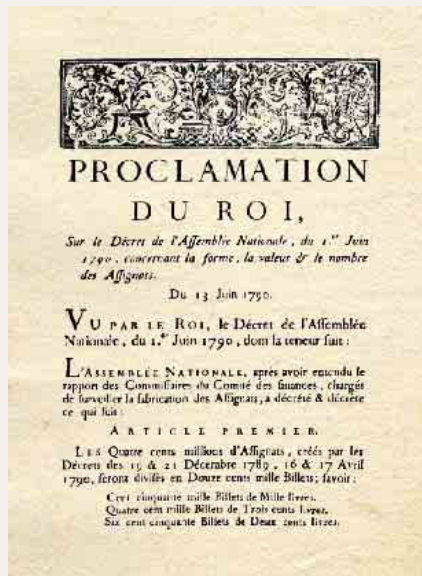 PROCLAMATION
DU ROI,
Sur le Décret de l'Assemblée Nationale, du 1.er Juin
1790, concernant la forme, la valeur & le nombre
des Assignats.
Du 13 Juin 1790.
VU PAR LE ROI, le Décret de l'Assemblée
Nationale, du 1.er Juin 1790, dont la teneur suit :
L'ASSEMBLÉE NATIONALE, après avoir entendu le
rapport des Commissaires du Comité des finances, chargés
de surveiller la fabrication des Assignats, a décrété & décrète
ce qui suit :
ARTICLE PREMIER.
LES Quatre cents millions d'Assignats, créés par les
Décrets des 19 & 21 Décembre 1789, 16 & 17 Avril
1790, seront divisés en Douze cents mille Billets; savoir :
Cent cinquante mille Billets de Mille livres.
Quatre cent mille Billets de Trois cents livres.
Six cent cinquante Billets de Deux cents livres.